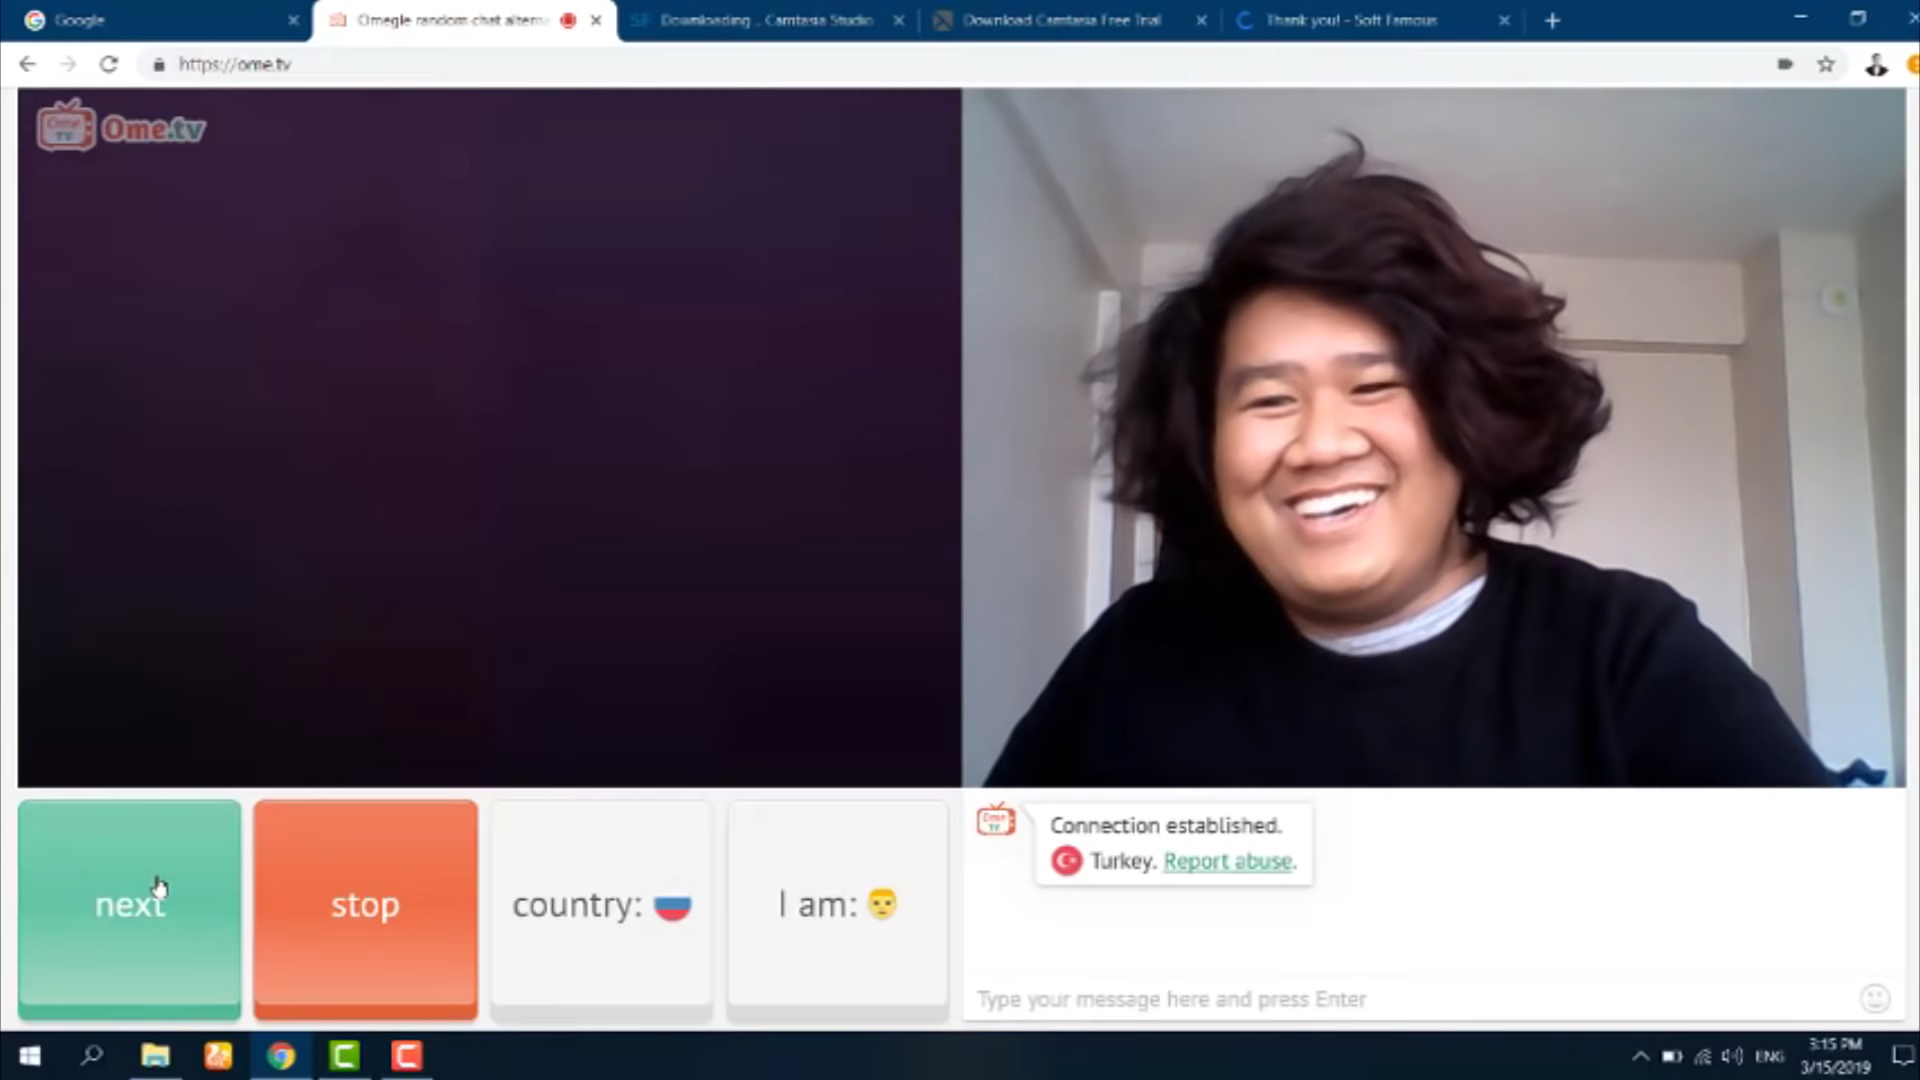 Google
Omegle random chat alterna
Downloading .. Camtasia Studio
Download Camtasia Free Trial
Thank you! - Soft Famous
https://ome.tv
Ome.tv
next
stop
country:
I am:
Connection established.
Turkey. Report abuse.
Type your message here and press Enter
ENG
3:15 PM
3/15/2019